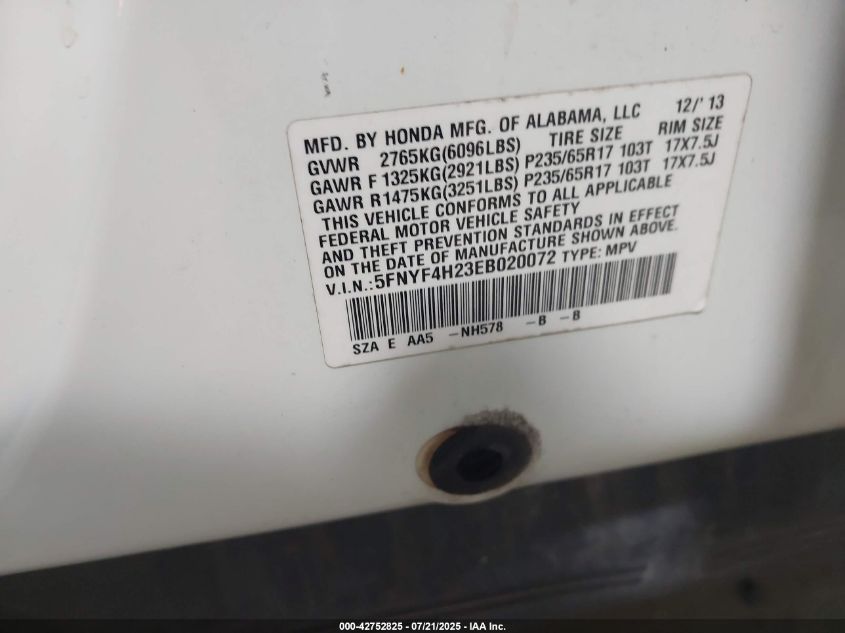 MFD. BY HONDA MFG. OF ALABAMA, LLC 12/'13
GVWR 2765KG(6096LBS) TIRE SIZE RIM SIZE
GAWR F 1325KG(2921LBS) P235/65R17 103T 17X7.5J
GAWR R1475KG(3251LBS) P235/65R17 103T 17X7.5J
THIS VEHICLE CONFORMS TO ALL APPLICABLE
FEDERAL MOTOR VEHICLE SAFETY
AND THEFT PREVENTION STANDARDS IN EFFECT
ON THE DATE OF MANUFACTURE SHOWN ABOVE.
V.I.N.:5FNYF4H23EB020072 TYPE: MPV
SZA E AA5 -NH578 -B -B
000-42752825 - 07/21/2025 - IAA Inc.